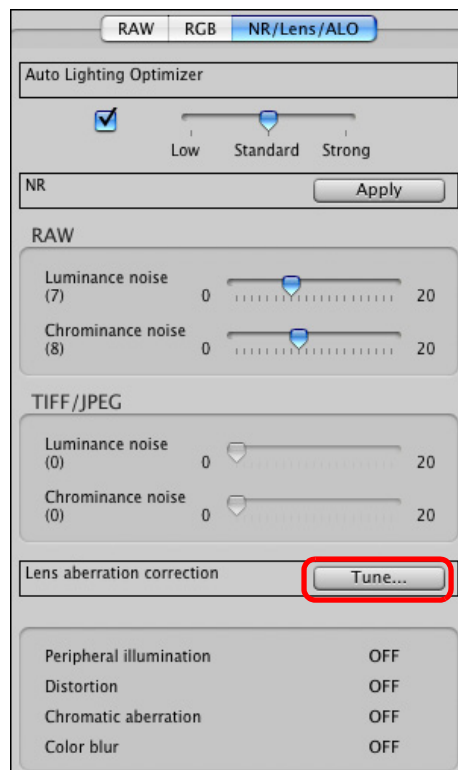 RAW RGB NR/Lens/ALO
Auto Lighting Optimizer
Low Standard Strong
NR Apply
RAW
Luminance noise
(7) 0 20
Chrominance noise
(8) 0 20
TIFF/JPEG
Luminance noise
(0) 0 20
Chrominance noise
(0) 0 20
Lens aberration correction Tune...
Peripheral illumination OFF
Distortion OFF
Chromatic aberration OFF
Color blur OFF